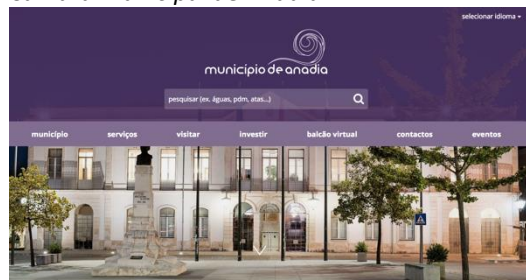 selecionar idioma
município de anadia
pesquisar (ex. águas, pdm, atas...)
município serviços visitar investir balcão virtual contactos eventos